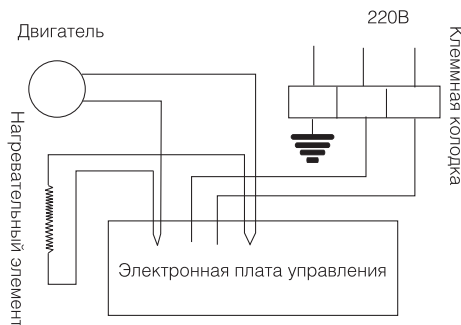 Двигатель
220В
Клеммная колодка
Нагревательный элемент
Электронная плата управления